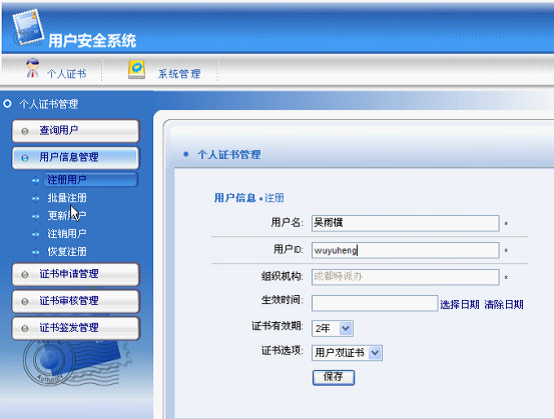 用户安全系统
个人证书 系统管理
个人证书管理
查询用户
用户信息管理
注册用户
批量注册
更新用户
注销用户
恢复注册
证书申请管理
证书审核管理
证书签发管理
个人证书管理
用户信息 注册
用户名: 吴雨横 *
用户ID: wuyuheng *
组织机构: 成都特派办 *
生效时间: 选择日期 清除日期
证书有效期: 2年
证书选项: 用户双证书
保存